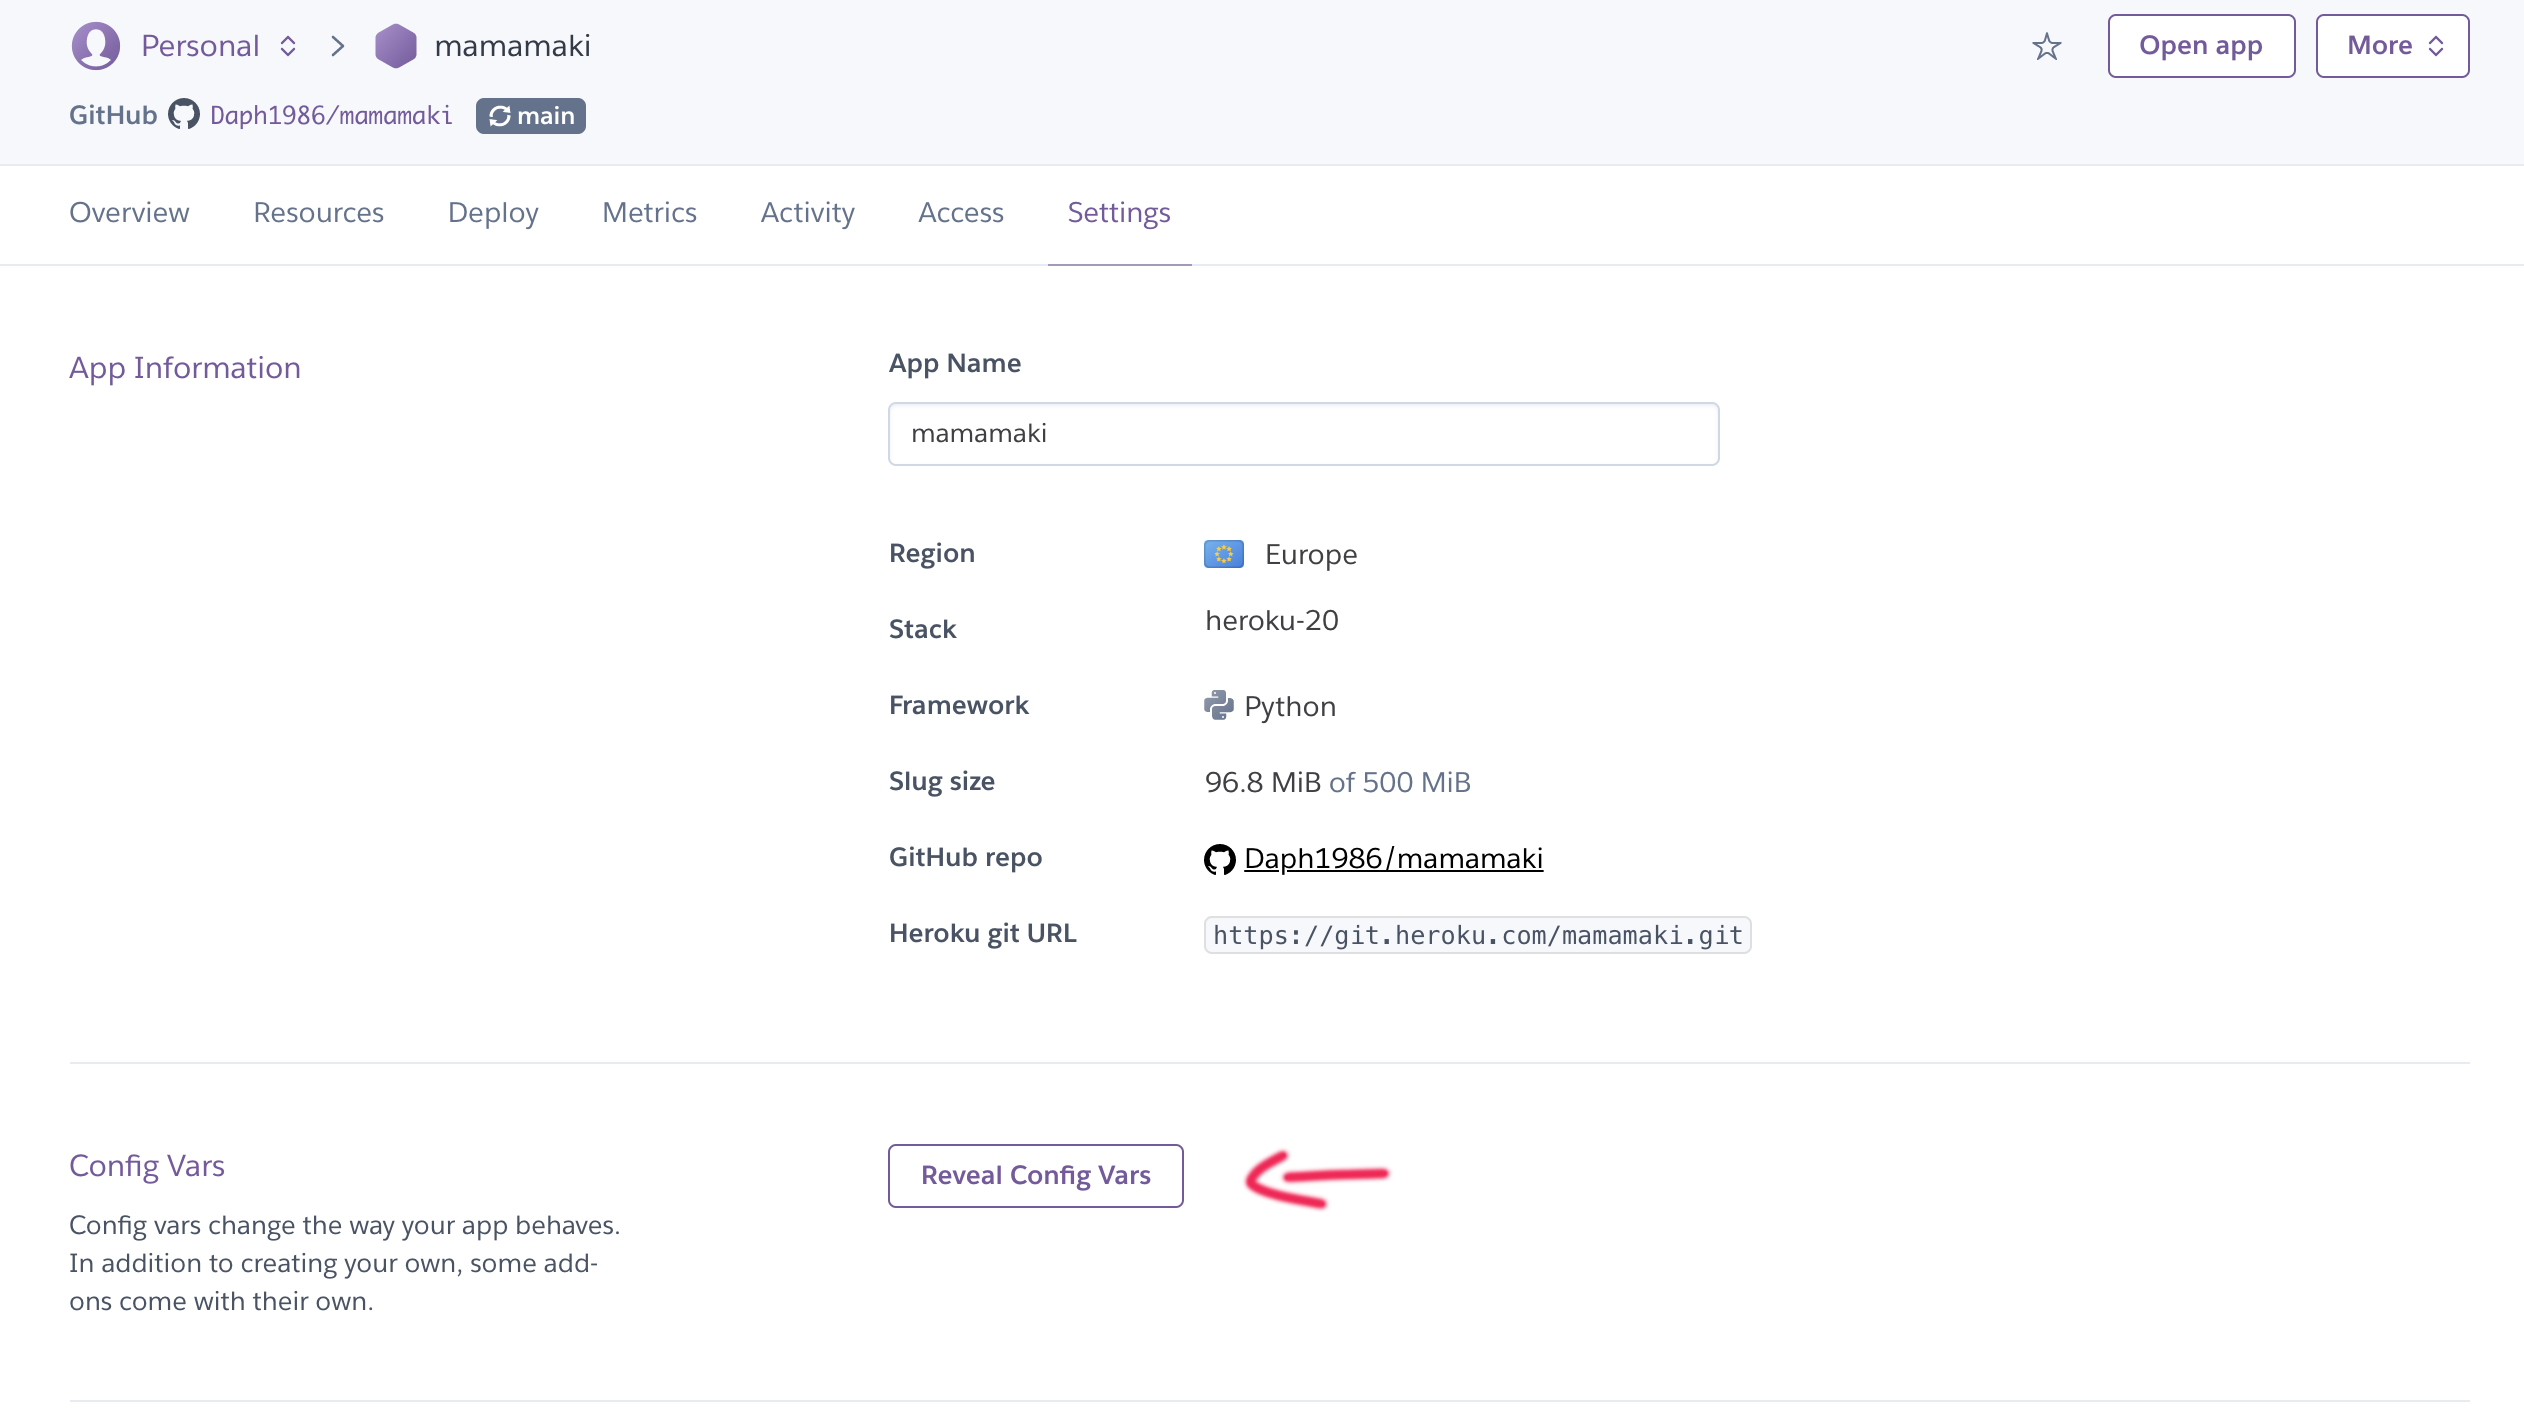 Personal > mamamaki
Open app
More
GitHub Daph1986/mamamaki main
Overview Resources Deploy Metrics Activity Access Settings
App Information
App Name
mamamaki
Region Europe
Stack heroku-20
Framework Python
Slug size 96.8 MiB of 500 MiB
GitHub repo Daph1986/mamamaki
Heroku git URL https://git.heroku.com/mamamaki.git
Config Vars
Reveal Config Vars
Config vars change the way your app behaves.
In addition to creating your own, some add-
ons come with their own.